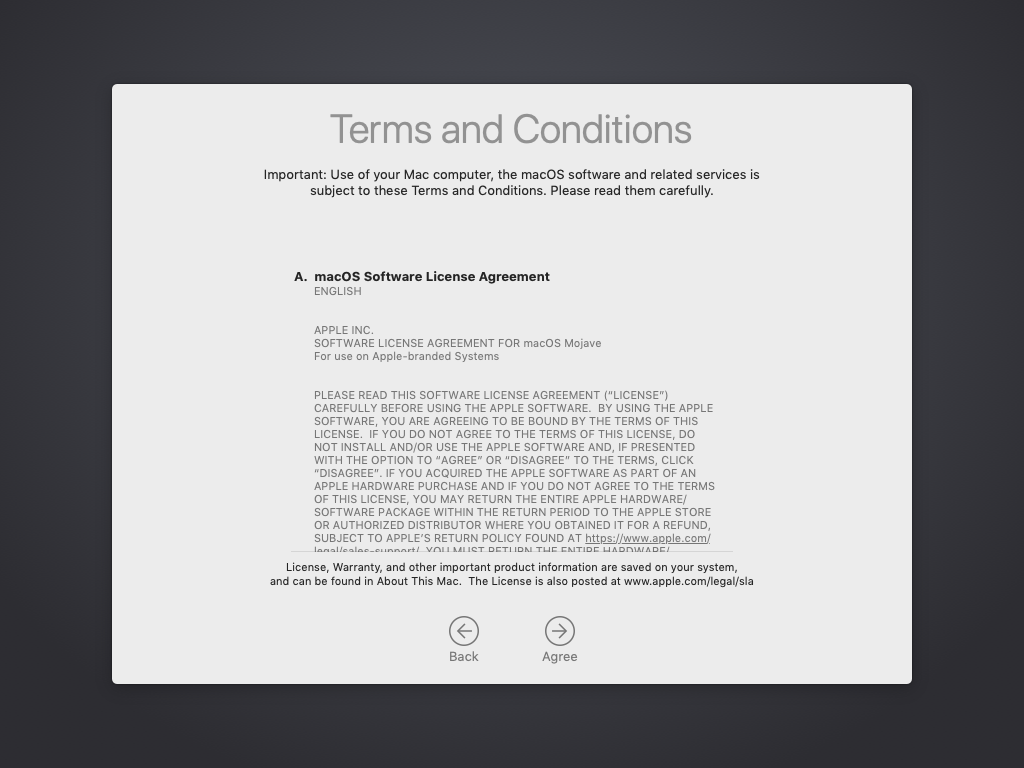 Terms and Conditions
Important: Use of your Mac computer, the macOS software and related services is
subject to these Terms and Conditions. Please read them carefully.
A. macOS Software License Agreement
ENGLISH
APPLE INC.
SOFTWARE LICENSE AGREEMENT FOR macOS Mojave
For use on Apple-branded Systems
PLEASE READ THIS SOFTWARE LICENSE AGREEMENT (“LICENSE”)
CAREFULLY BEFORE USING THE APPLE SOFTWARE.  BY USING THE APPLE
SOFTWARE, YOU ARE AGREEING TO BE BOUND BY THE TERMS OF THIS
LICENSE.  IF YOU DO NOT AGREE TO THE TERMS OF THIS LICENSE, DO
NOT INSTALL AND/OR USE THE APPLE SOFTWARE AND, IF PRESENTED
WITH THE OPTION TO “AGREE” OR “DISAGREE” TO THE TERMS, CLICK
“DISAGREE”. IF YOU ACQUIRED THE APPLE SOFTWARE AS PART OF AN
APPLE HARDWARE PURCHASE AND IF YOU DO NOT AGREE TO THE TERMS
OF THIS LICENSE, YOU MAY RETURN THE ENTIRE APPLE HARDWARE/
SOFTWARE PACKAGE WITHIN THE RETURN PERIOD TO THE APPLE STORE
OR AUTHORIZED DISTRIBUTOR WHERE YOU OBTAINED IT FOR A REFUND,
SUBJECT TO APPLE’S RETURN POLICY FOUND AT https://www.apple.com/
legal/sales-support/. YOU MUST RETURN THE ENTIRE HARDWARE/
License, Warranty, and other important product information are saved on your system,
and can be found in About This Mac.  The License is also posted at www.apple.com/legal/sla
Back
Agree